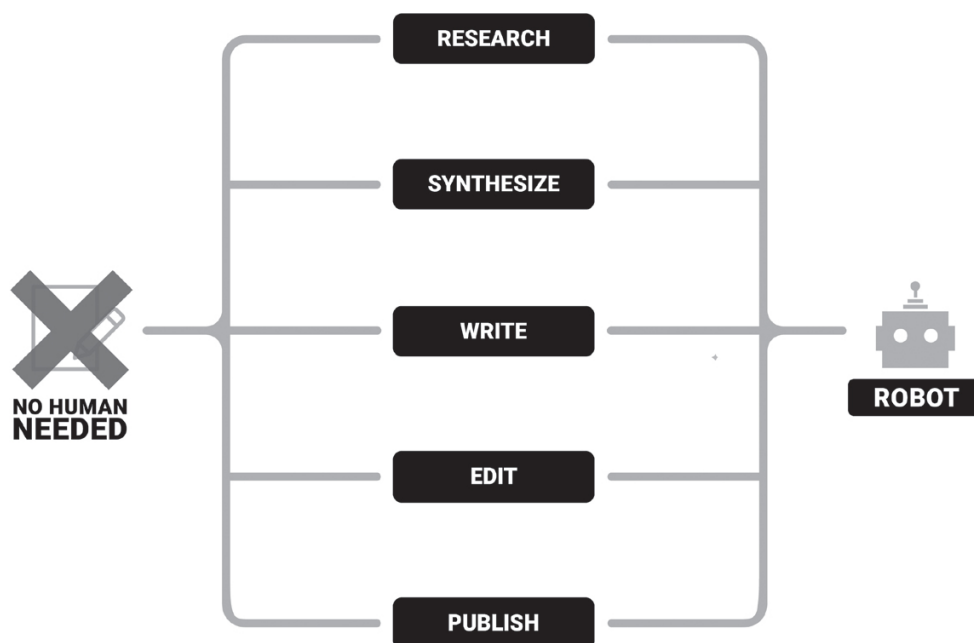 RESEARCH
SYNTHESIZE
WRITE
EDIT
PUBLISH
NO HUMAN
NEEDED
ROBOT